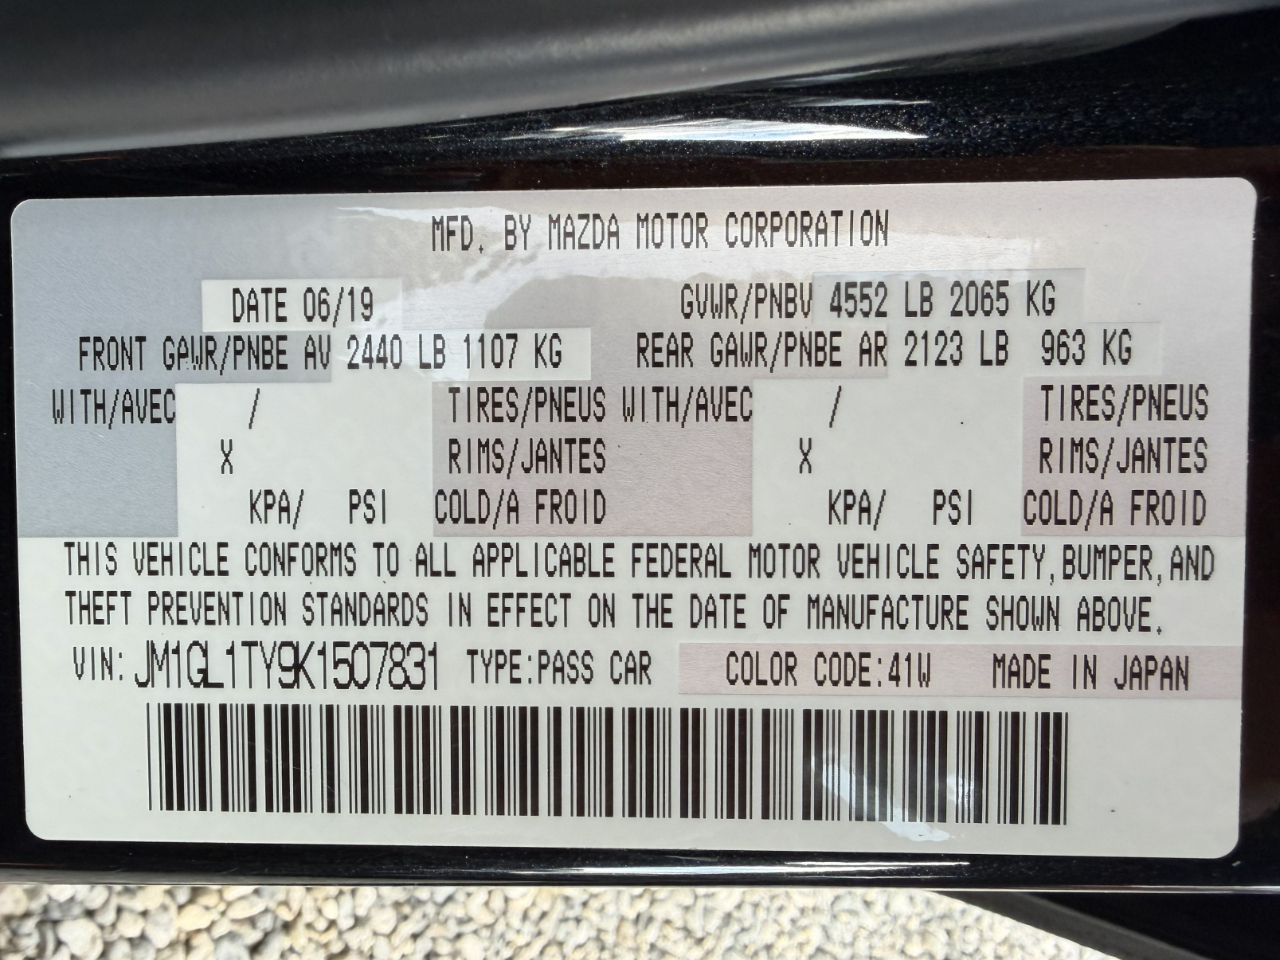 MFD. BY MAZDA MOTOR CORPORATION
DATE 06/19 GVWR/PNBV 4552 LB 2065 KG
FRONT GAWR/PNBE AV 2440 LB 1107 KG REAR GAWR/PNBE AR 2123 LB 963 KG
WITH/AVEC / TIRES/PNEUS WITH/AVEC / TIRES/PNEUS
X RIMS/JANTES X RIMS/JANTES
KPA/ PSI COLD/A FROID KPA/ PSI COLD/A FROID
THIS VEHICLE CONFORMS TO ALL APPLICABLE FEDERAL MOTOR VEHICLE SAFETY, BUMPER, AND
THEFT PREVENTION STANDARDS IN EFFECT ON THE DATE OF MANUFACTURE SHOWN ABOVE.
VIN: JM1GL1TY9K1507831 TYPE:PASS CAR COLOR CODE:41W MADE IN JAPAN